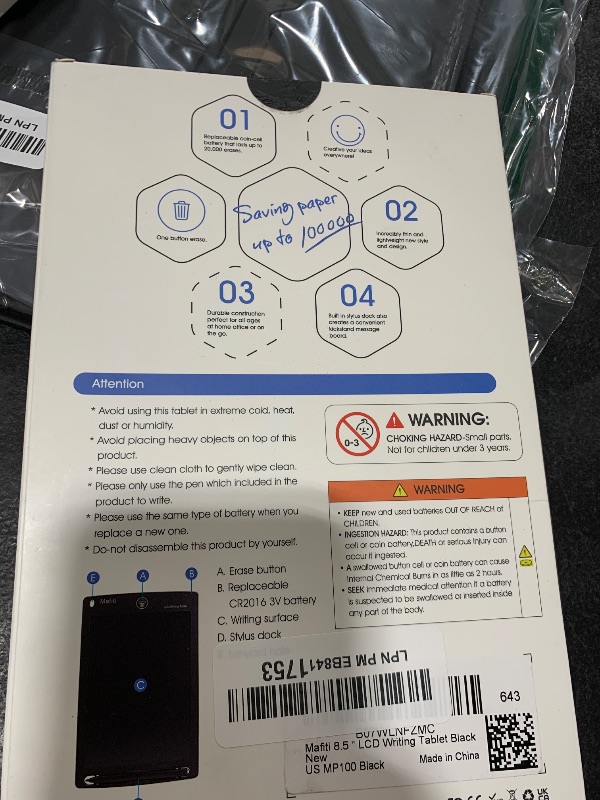 LPN PM
01
Replaceable coin-cell
battery that lasts up to
20,000 erases.
Creative your ideas
everywhere!
One button erase.
Saving paper
up to 100000
02
Incredibly thin and
lightweight new style
and design.
03
Durable construction
perfect for all ages
at home office or on
the go.
04
Built in stylus dock also
creates a convenient
kickstand message
board.
Attention
* Avoid using this tablet in extreme cold, heat,
dust or humidity.
* Avoid placing heavy objects on top of this
product.
* Please use clean cloth to gently wipe clean.
* Please only use the pen which included in the
product to write.
* Please use the same type of battery when you
replace a new one.
* Do-not disassemble this product by yourself.
0-3
WARNING:
CHOKING HAZARD-Small parts.
Not for children under 3 years.
WARNING
• KEEP new and used batteries OUT OF REACH of
CHILDREN.
• INGESTION HAZARD: This product contains a button
cell or coin battery,DEATH or serious injury can
occur if ingested.
• A swallowed button cell or coin battery can cause
Internal Chemical Burns in as little as 2 hours.
• SEEK immediate medical attention if a battery
is suspected to be swallowed or inserted inside
any part of the body.
E
A
B
Mafiti
C
A. Erase button
B. Replaceable
CR2016 3V battery
C. Writing surface
D. Stylus dock
LPN PM EB8411753
643
B07WLNFZMC
Mafiti 8.5 " LCD Writing Tablet Black
New
US MP100 Black
Made in China